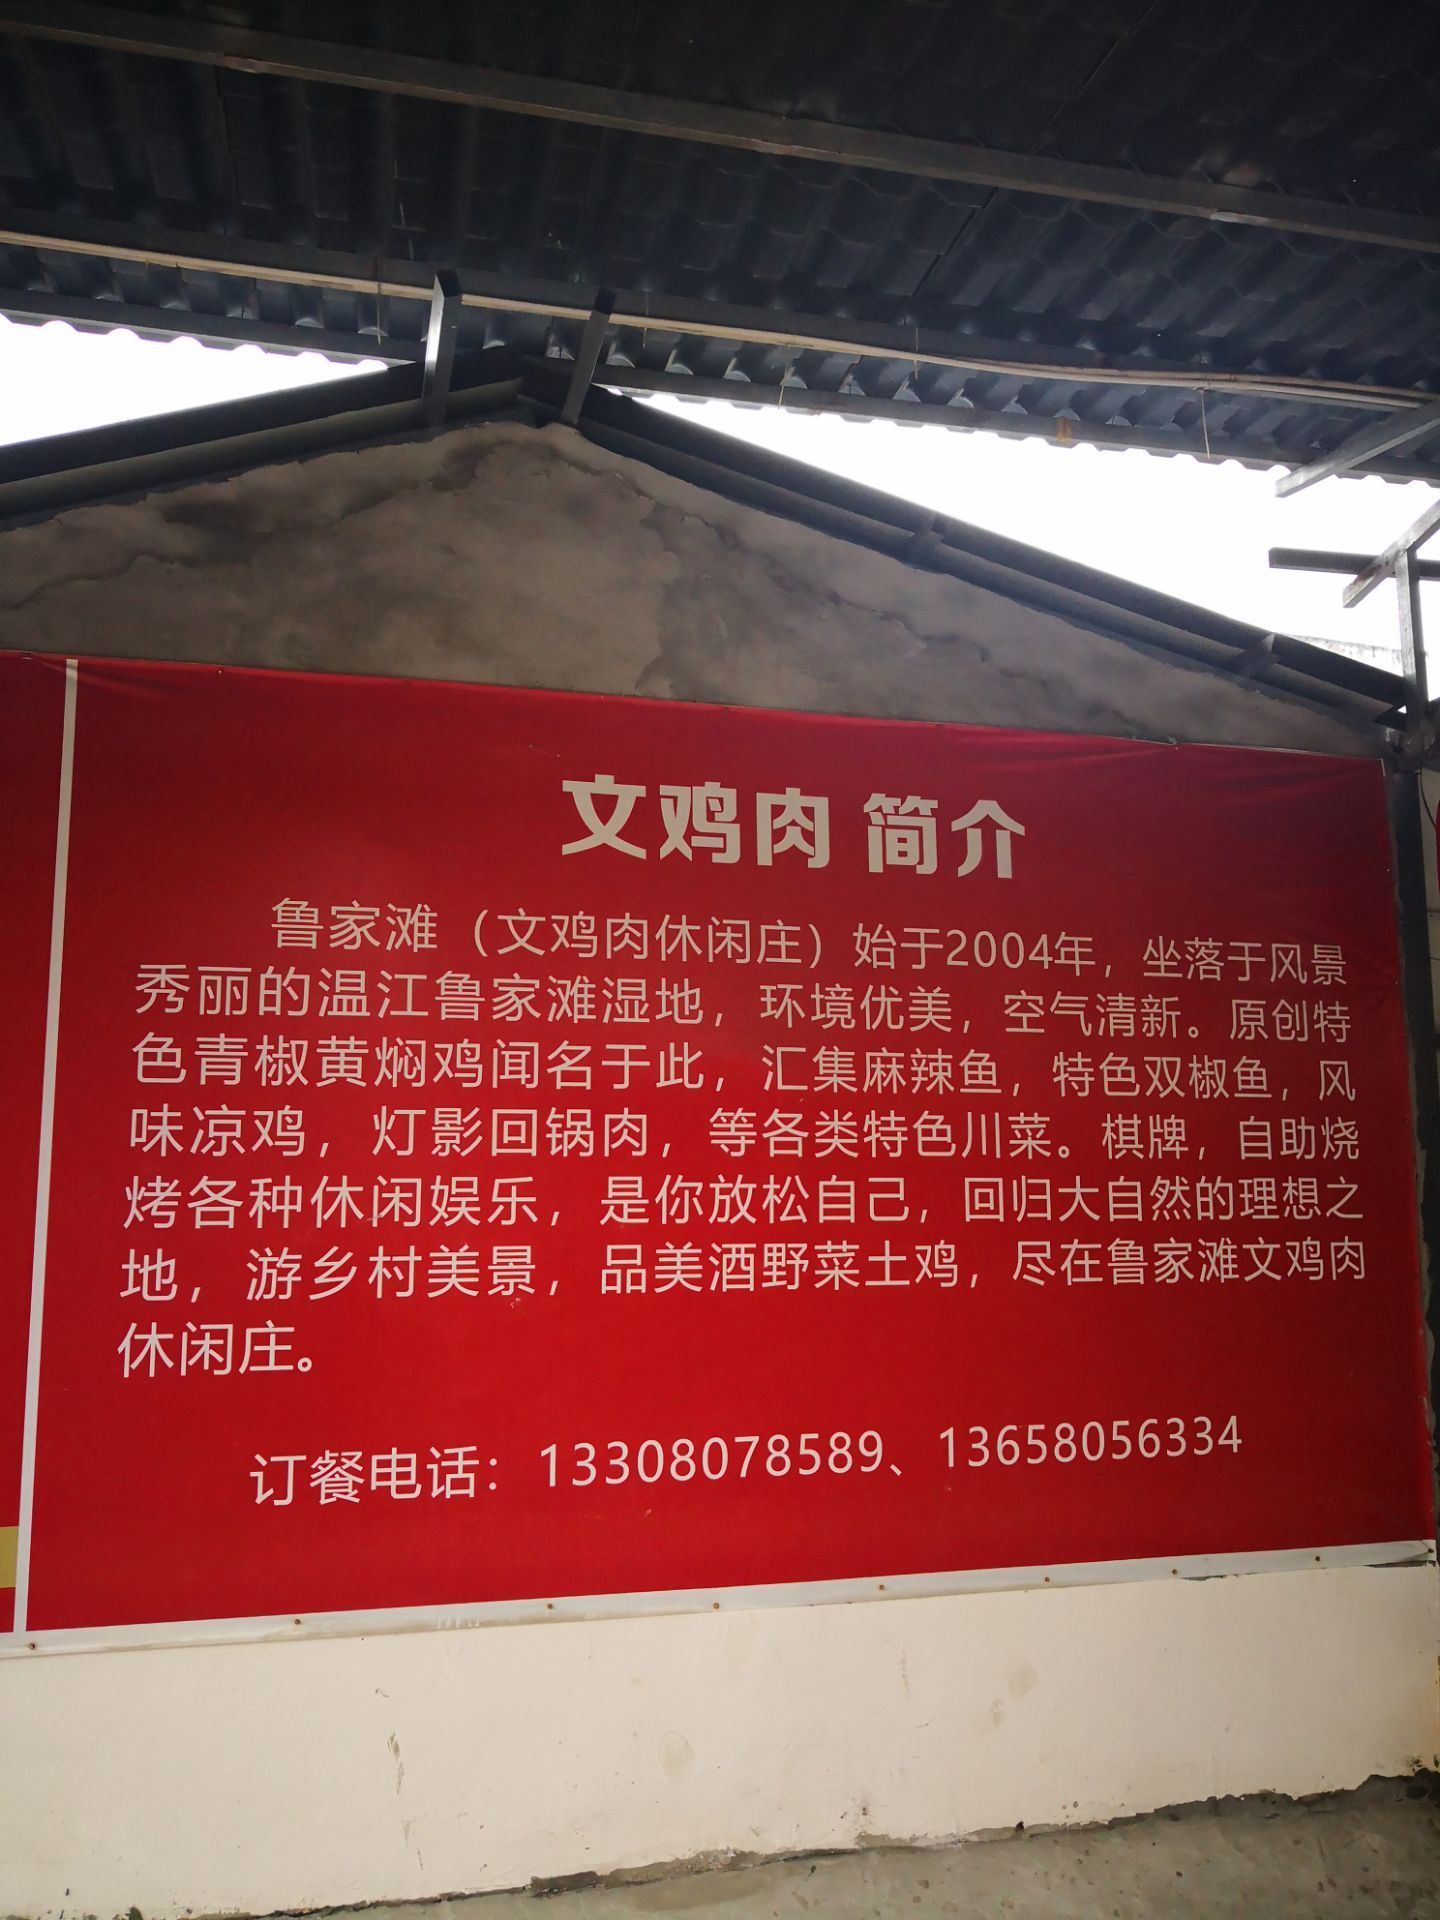 文鸡肉 简介
鲁家滩（文鸡肉休闲庄）始于2004年，坐落于风景
秀丽的温江鲁家滩湿地，环境优美，空气清新。原创特
色青椒黄焖鸡闻名于此，汇集麻辣鱼，特色双椒鱼，风
味凉鸡，灯影回锅肉，等各类特色川菜。棋牌，自助烧
烤各种休闲娱乐，是你放松自己，回归大自然的理想之
地，游乡村美景，品美酒野菜土鸡，尽在鲁家滩文鸡肉
休闲庄。
订餐电话：13308078589、13658056334